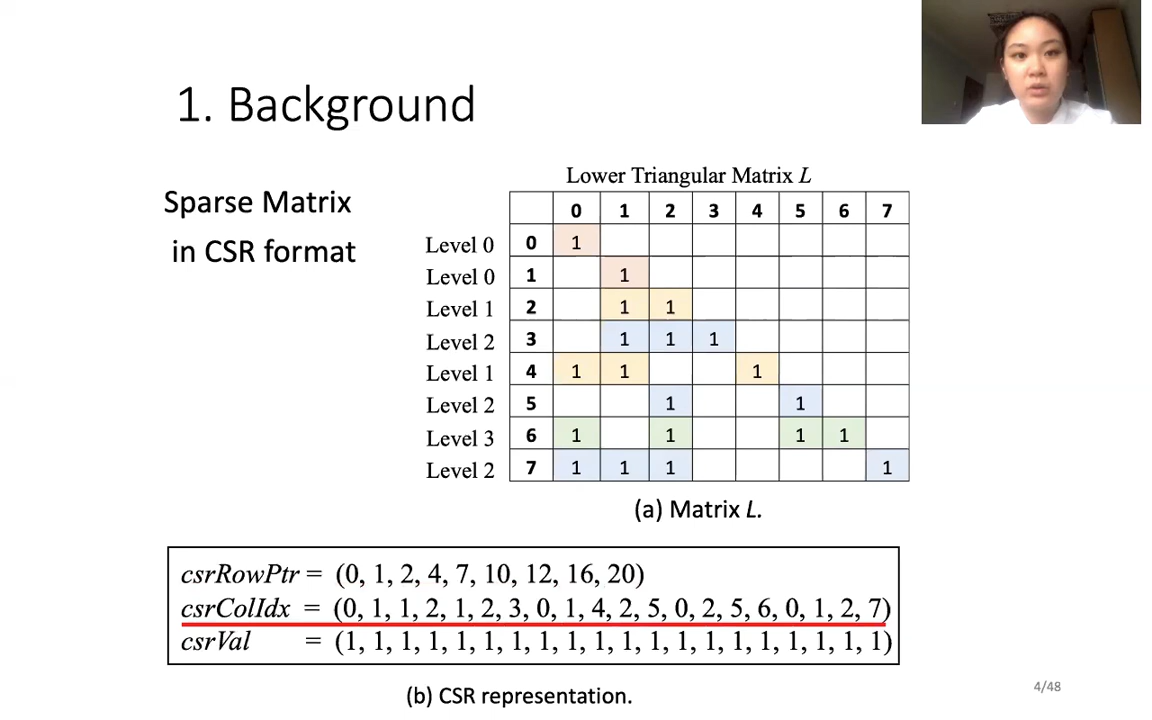 1. Background
Sparse Matrix
in CSR format
Lower Triangular Matrix L
0 1 2 3 4 5 6 7
Level 0 0 1
Level 0 1 1
Level 1 2 1 1
Level 2 3 1 1 1
Level 1 4 1 1 1
Level 2 5 1 1
Level 3 6 1 1 1 1
Level 2 7 1 1 1 1
(a) Matrix L.
csrRowPtr = (0, 1, 2, 4, 7, 10, 12, 16, 20)
csrColIdx = (0, 1, 1, 2, 1, 2, 3, 0, 1, 4, 2, 5, 0, 2, 5, 6, 0, 1, 2, 7)
csrVal = (1, 1, 1, 1, 1, 1, 1, 1, 1, 1, 1, 1, 1, 1, 1, 1, 1, 1, 1, 1)
(b) CSR representation.
4/48